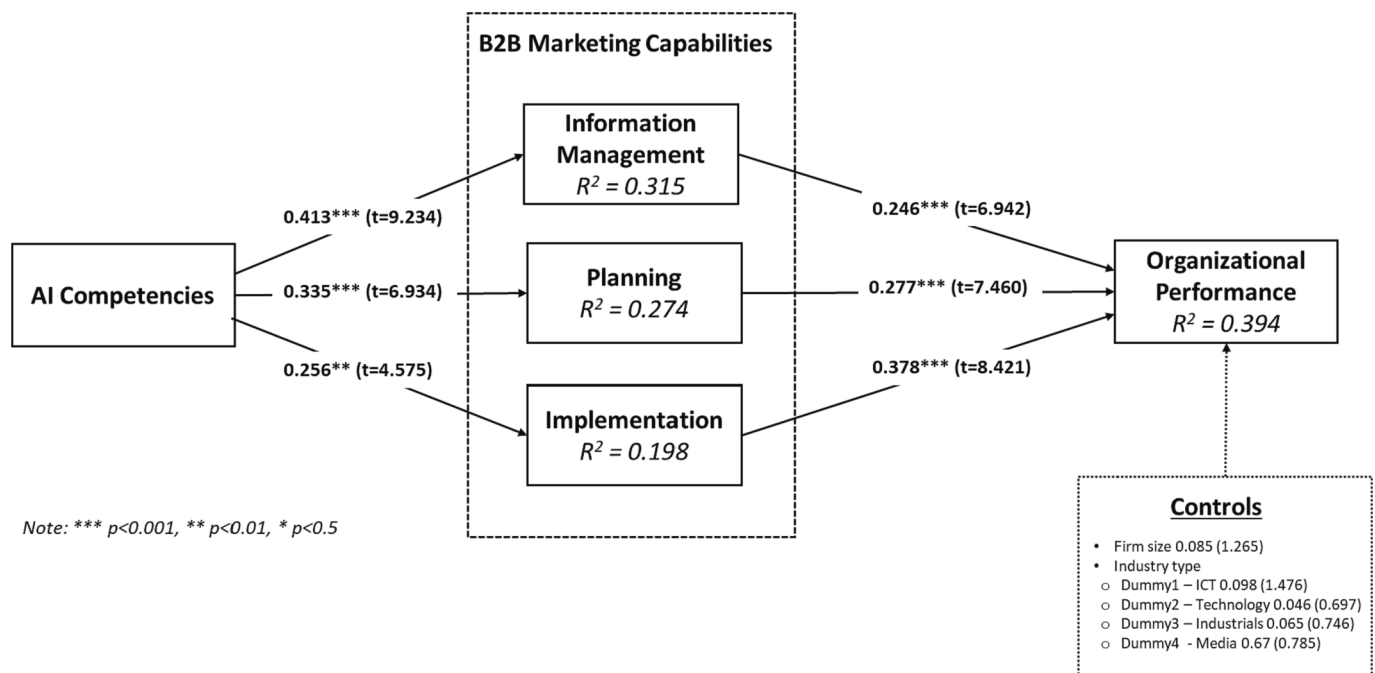 B2B Marketing Capabilities
Information
Management
R² = 0.315
0.413*** (t=9.234)
0.246*** (t=6.942)
AI Competencies
Planning
R² = 0.274
0.335*** (t=6.934)
0.277*** (t=7.460)
Organizational
Performance
R² = 0.394
0.256** (t=4.575)
0.378*** (t=8.421)
Implementation
R² = 0.198
Note: *** p<0.001, ** p<0.01, * p<0.5
Controls
• Firm size 0.085 (1.265)
• Industry type
o Dummy1 – ICT 0.098 (1.476)
o Dummy2 – Technology 0.046 (0.697)
o Dummy3 – Industrials 0.065 (0.746)
o Dummy4 - Media 0.67 (0.785)